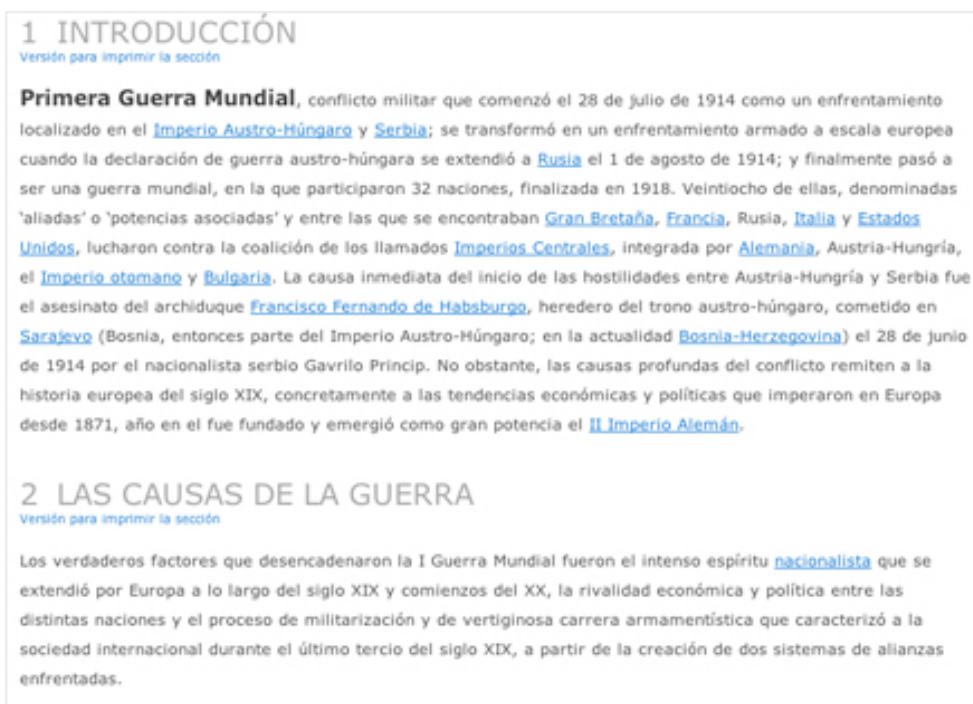 1 INTRODUCCIÓN
Versión para imprimir la sección
Primera Guerra Mundial, conflicto militar que comenzó el 28 de julio de 1914 como un enfrentamiento
localizado en el Imperio Austro-Húngaro y Serbia; se transformó en un enfrentamiento armado a escala europea
cuando la declaración de guerra austro-húngara se extendió a Rusia el 1 de agosto de 1914; y finalmente pasó a
ser una guerra mundial, en la que participaron 32 naciones, finalizada en 1918. Veintiocho de ellas, denominadas
'aliadas' o 'potencias asociadas' y entre las que se encontraban Gran Bretaña, Francia, Rusia, Italia y Estados
Unidos, lucharon contra la coalición de los llamados Imperios Centrales, integrada por Alemania, Austria-Hungría,
el Imperio otomano y Bulgaria. La causa inmediata del inicio de las hostilidades entre Austria-Hungría y Serbia fue
el asesinato del archiduque Francisco Fernando de Habsburgo, heredero del trono austro-húngaro, cometido en
Sarajevo (Bosnia, entonces parte del Imperio Austro-Húngaro; en la actualidad Bosnia-Herzegovina) el 28 de junio
de 1914 por el nacionalista serbio Gavrilo Princip. No obstante, las causas profundas del conflicto remiten a la
historia europea del siglo XIX, concretamente a las tendencias económicas y políticas que imperaron en Europa
desde 1871, año en el fue fundado y emergió como gran potencia el II Imperio Alemán.
2 LAS CAUSAS DE LA GUERRA
Versión para imprimir la sección
Los verdaderos factores que desencadenaron la I Guerra Mundial fueron el intenso espíritu nacionalista que se
extendió por Europa a lo largo del siglo XIX y comienzos del XX, la rivalidad económica y política entre las
distintas naciones y el proceso de militarización y de vertiginosa carrera armamentística que caracterizó a la
sociedad internacional durante el último tercio del siglo XIX, a partir de la creación de dos sistemas de alianzas
enfrentadas.